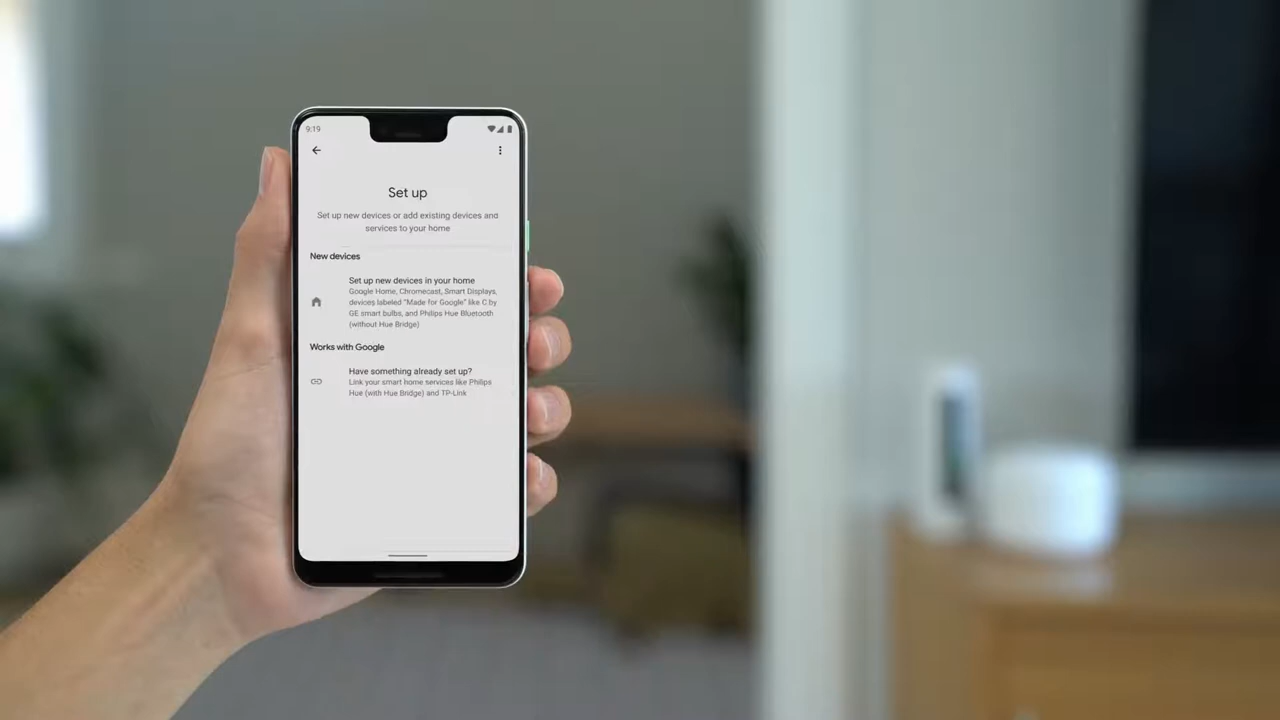 9:19
Set up
Set up new devices or add existing devices and
services to your home
New devices
Set up new devices in your home
Google Home, Chromecast, Smart Displays,
devices labeled "Made for Google" like C by
GE smart bulbs, and Philips Hue Bluetooth
(without Hue Bridge)
Works with Google
Have something already set up?
Link your smart home services like Philips
Hue (with Hue Bridge) and TP-Link